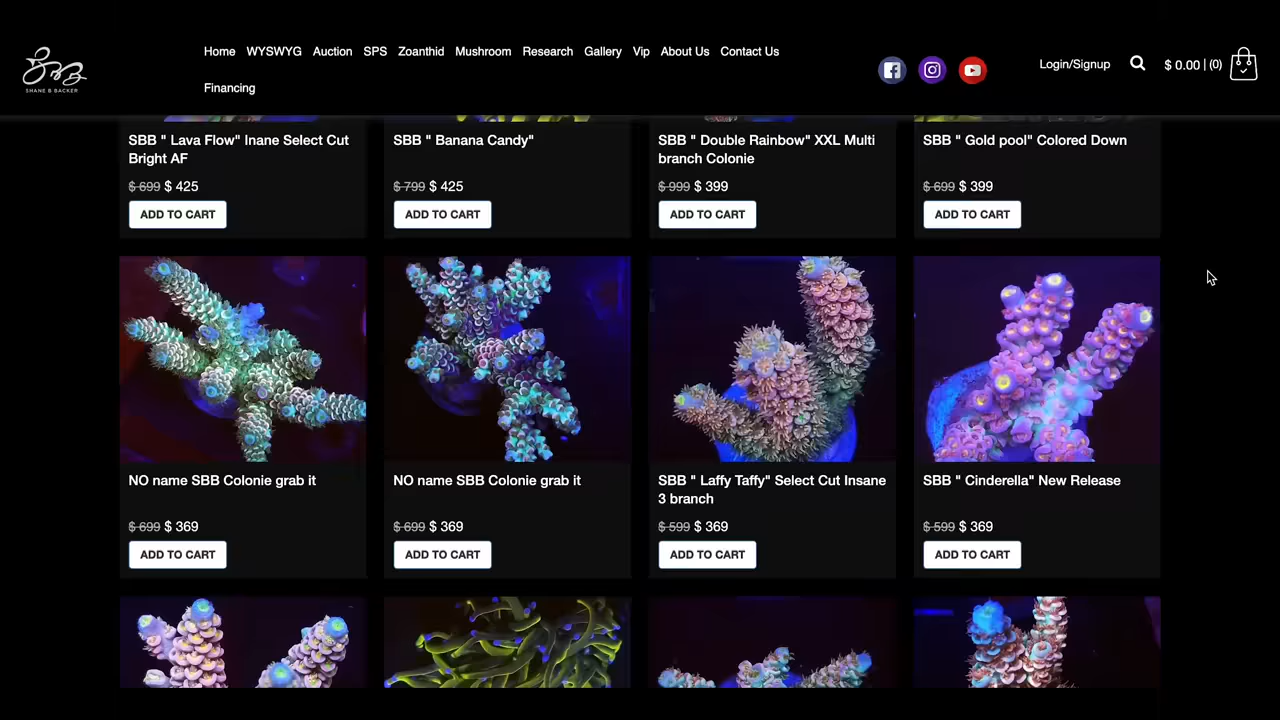 Home WYSWYG Auction SPS Zoanthid Mushroom Research Gallery Vip About Us Contact Us
Financing
Login/Signup
$ 0.00 | (0)
SBB
SHANE B BACKER
SBB " Lava Flow" Inane Select Cut
Bright AF
$ 699 $ 425
ADD TO CART
SBB " Banana Candy"
$ 799 $ 425
ADD TO CART
SBB " Double Rainbow" XXL Multi
branch Colonie
$ 999 $ 399
ADD TO CART
SBB " Gold pool" Colored Down
$ 699 $ 399
ADD TO CART
NO name SBB Colonie grab it
$ 699 $ 369
ADD TO CART
NO name SBB Colonie grab it
$ 699 $ 369
ADD TO CART
SBB " Laffy Taffy" Select Cut Insane
3 branch
$ 599 $ 369
ADD TO CART
SBB " Cinderella" New Release
$ 599 $ 369
ADD TO CART